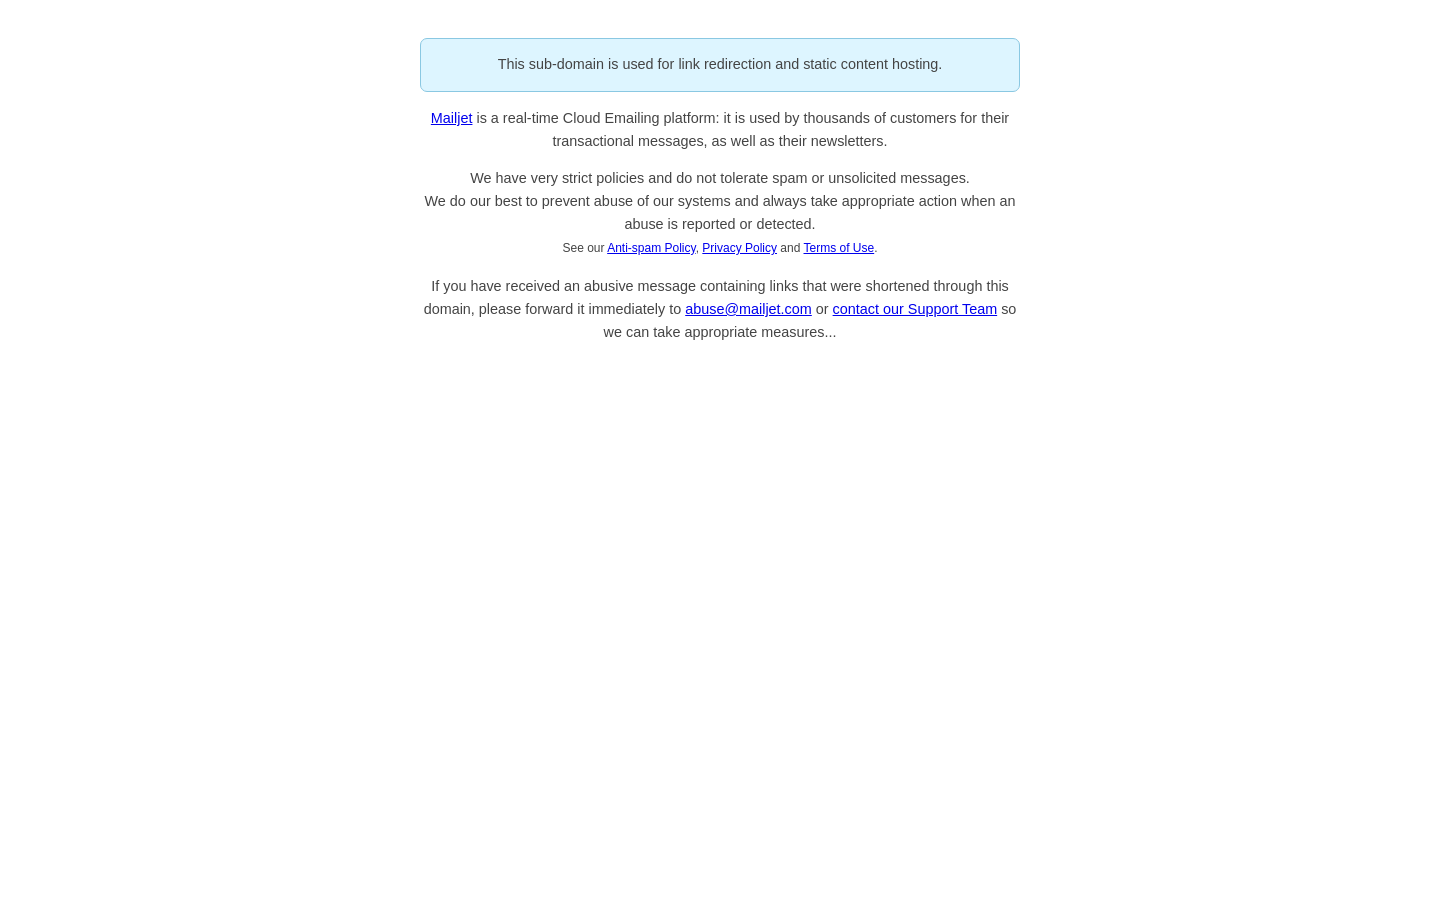 This sub-domain is used for link redirection and static content hosting.
Mailjet is a real-time Cloud Emailing platform: it is used by thousands of customers for their
transactional messages, as well as their newsletters.
We have very strict policies and do not tolerate spam or unsolicited messages.
We do our best to prevent abuse of our systems and always take appropriate action when an
abuse is reported or detected.
See our Anti-spam Policy, Privacy Policy and Terms of Use.
If you have received an abusive message containing links that were shortened through this
domain, please forward it immediately to abuse@mailjet.com or contact our Support Team so
we can take appropriate measures...